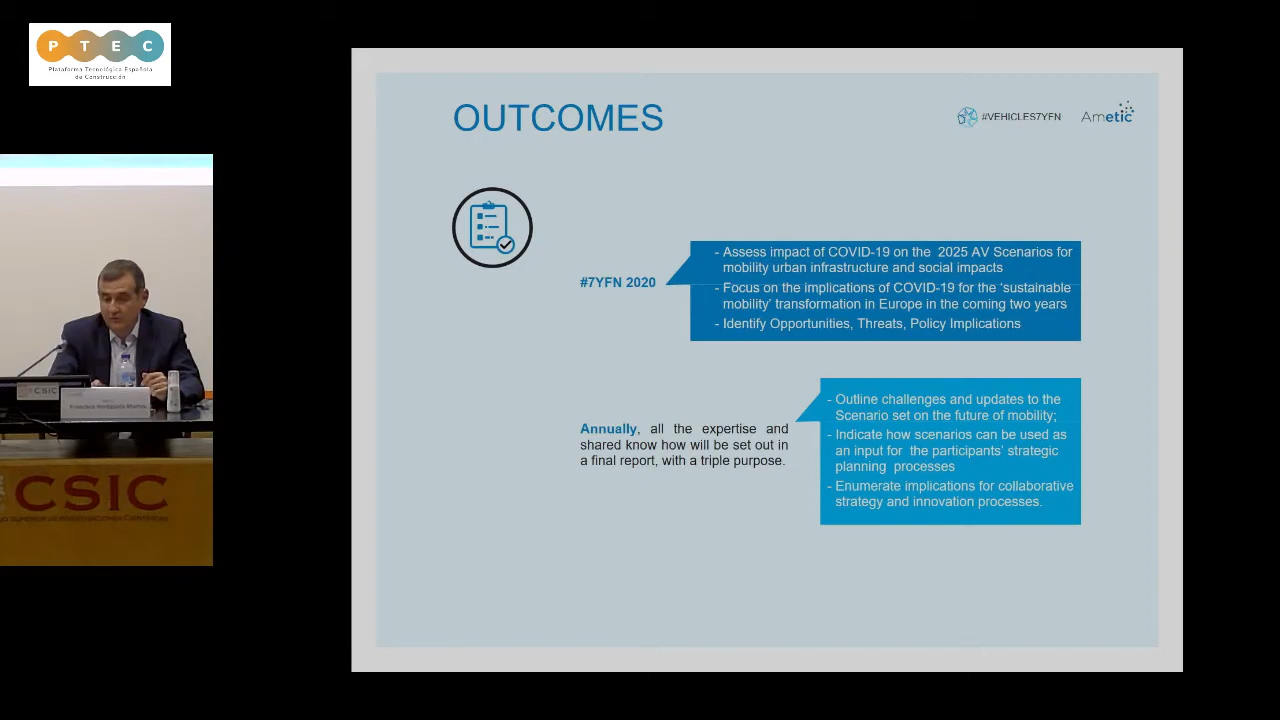 PTEC
Plataforma Tecnológica Española
de Construcción
OUTCOMES
#VEHICLES7YFN
Ametic
#7YFN 2020
- Assess impact of COVID-19 on the 2025 AV Scenarios for
mobility urban infrastructure and social impacts
- Focus on the implications of COVID-19 for the ‘sustainable
mobility’ transformation in Europe in the coming two years
- Identify Opportunities, Threats, Policy Implications
Annually, all the expertise and
shared know how will be set out in
a final report, with a triple purpose.
- Outline challenges and updates to the
Scenario set on the future of mobility;
- Indicate how scenarios can be used as
an input for the participants’ strategic
planning processes
- Enumerate implications for collaborative
strategy and innovation processes.
CSIC
Francisco
CSIC